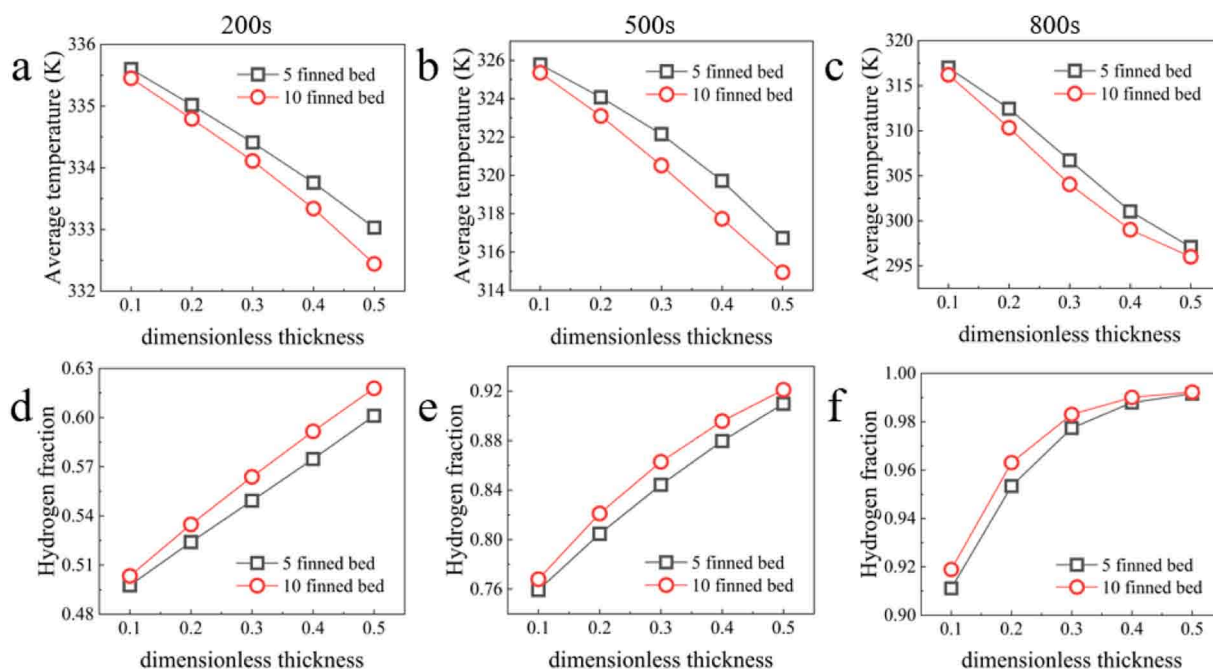 200s
a
Average temperature (K)
336
335
334
333
332
5 finned bed
10 finned bed
0.1 0.2 0.3 0.4 0.5
dimensionless thickness
500s
b
Average temperature (K)
326
324
322
320
318
316
314
5 finned bed
10 finned bed
0.1 0.2 0.3 0.4 0.5
dimensionless thickness
800s
c
Average temperature (K)
320
315
310
305
300
295
5 finned bed
10 finned bed
0.1 0.2 0.3 0.4 0.5
dimensionless thickness
d
Hydrogen fraction
0.63
0.60
0.57
0.54
0.51
0.48
5 finned bed
10 finned bed
0.1 0.2 0.3 0.4 0.5
dimensionless thickness
e
Hydrogen fraction
0.92
0.88
0.84
0.80
0.76
5 finned bed
10 finned bed
0.1 0.2 0.3 0.4 0.5
dimensionless thickness
f
Hydrogen fraction
1.00
0.98
0.96
0.94
0.92
0.90
5 finned bed
10 finned bed
0.1 0.2 0.3 0.4 0.5
dimensionless thickness